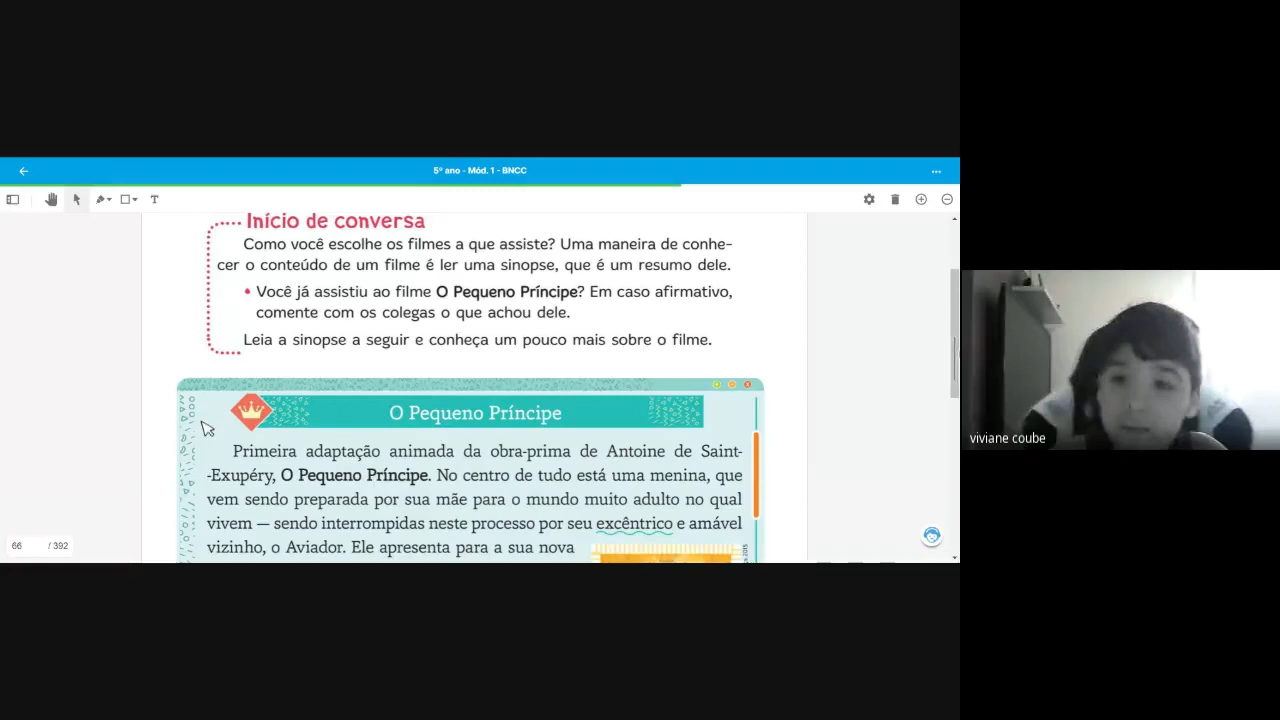 5º ano - Mód. 1 - BNCC
T
Início de conversa
Como você escolhe os filmes a que assiste? Uma maneira de conhe-
cer o conteúdo de um filme é ler uma sinopse, que é um resumo dele.
• Você já assistiu ao filme O Pequeno Príncipe? Em caso afirmativo,
comente com os colegas o que achou dele.
Leia a sinopse a seguir e conheça um pouco mais sobre o filme.
O Pequeno Príncipe
Primeira adaptação animada da obra-prima de Antoine de Saint-
-Exupéry, O Pequeno Príncipe. No centro de tudo está uma menina, que
vem sendo preparada por sua mãe para o mundo muito adulto no qual
vivem — sendo interrompidas neste processo por seu excêntrico e amável
vizinho, o Aviador. Ele apresenta para a sua nova
66 / 392
viviane coube